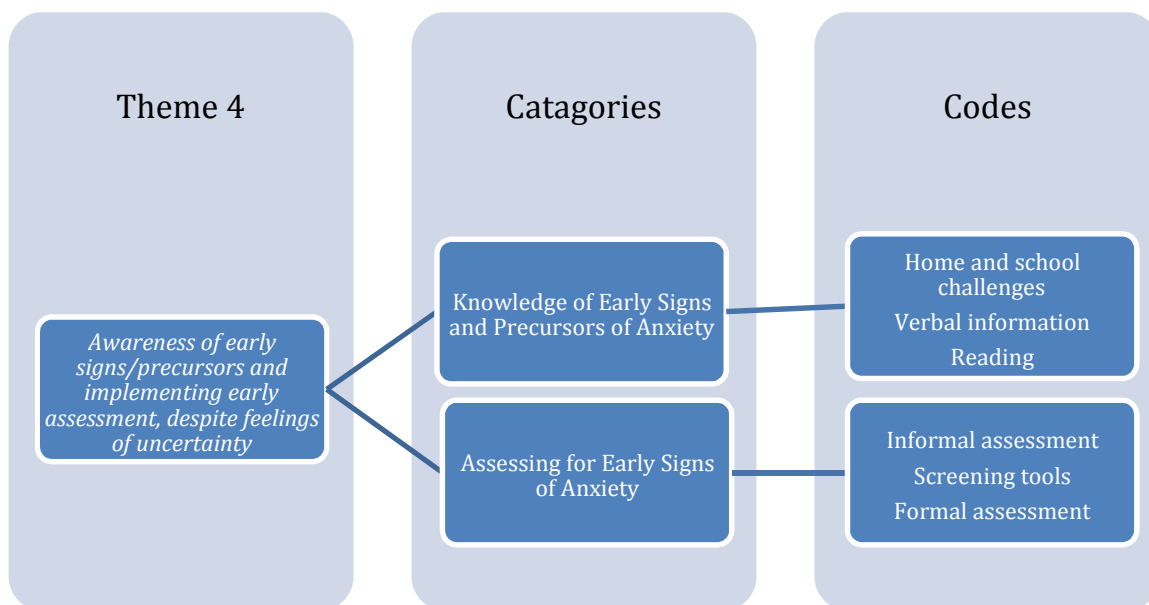 Theme 4
Catagories
Codes
Awareness of early
signs/precursors and
implementing early
assessment, despite feelings
of uncertainty
Knowledge of Early Signs
and Precursors of Anxiety
Assessing for Early Signs
of Anxiety
Home and school
challenges
Verbal information
Reading
Informal assessment
Screening tools
Formal assessment